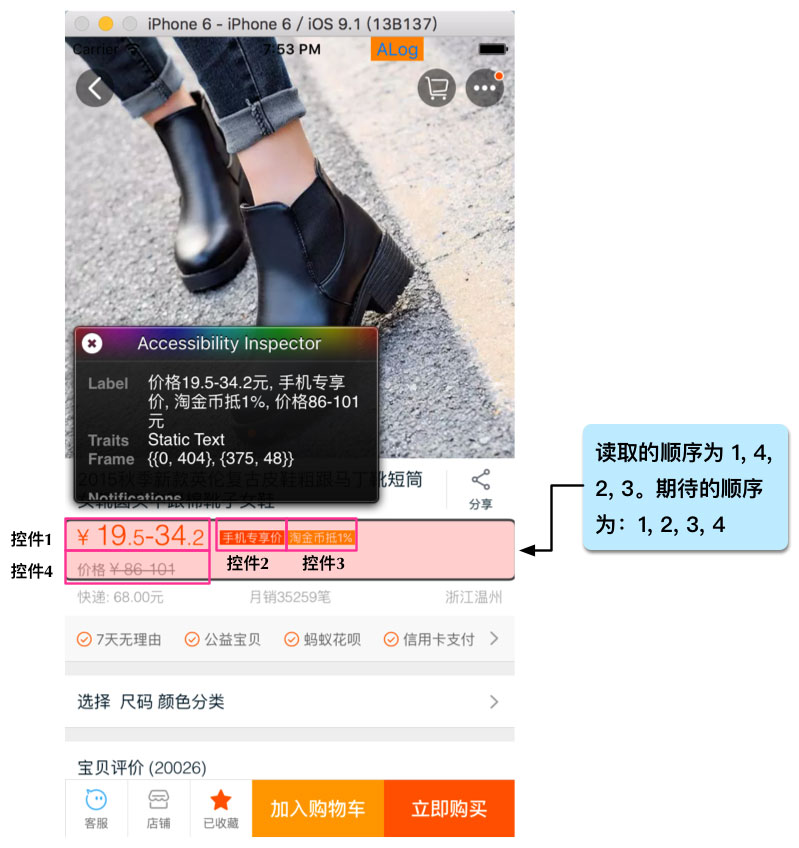 iPhone 6 - iPhone 6 / iOS 9.1 (13B137)
Carrier 7:53 PM ALog
Accessibility Inspector
Label 价格19.5-34.2元, 手机专享
价, 淘金币抵1%, 价格86-101
元
Traits Static Text
Frame {{0, 404}, {375, 48}}
Notifications
2015秋季新款英伦复古皮鞋粗跟马丁靴短筒
分享
读取的顺序为 1, 4,
2, 3。期待的顺序
为：1, 2, 3, 4
控件1 ¥ 19.5-34.2 手机专享价 淘金币抵1%
控件2 控件3
控件4 价格 ¥ 86-101
快递: 68.00元 月销35259笔 浙江温州
7天无理由 公益宝贝 蚂蚁花呗 信用卡支付
选择 尺码 颜色分类
宝贝评价 (20026)
客服 店铺 已收藏 加入购物车 立即购买